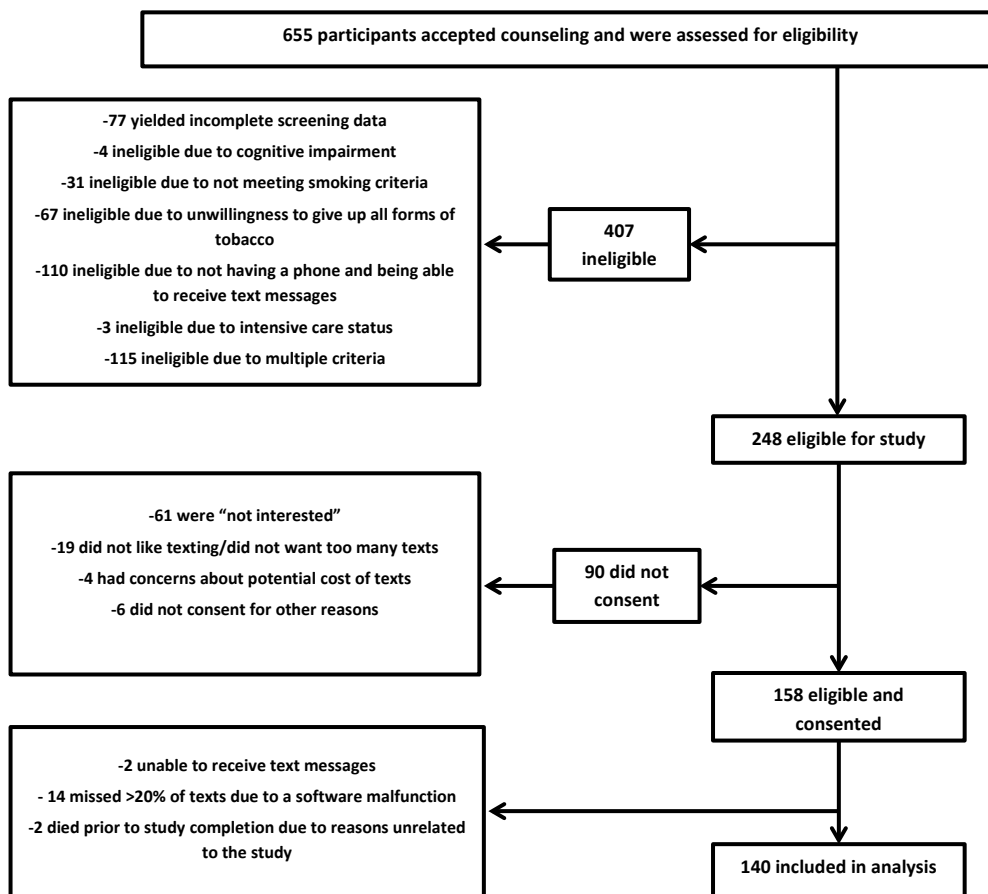 655 participants accepted counseling and were assessed for eligibility
-77 yielded incomplete screening data
-4 ineligible due to cognitive impairment
-31 ineligible due to not meeting smoking criteria
-67 ineligible due to unwillingness to give up all forms of
tobacco
-110 ineligible due to not having a phone and being able
to receive text messages
-3 ineligible due to intensive care status
-115 ineligible due to multiple criteria
407
ineligible
248 eligible for study
-61 were “not interested”
-19 did not like texting/did not want too many texts
-4 had concerns about potential cost of texts
-6 did not consent for other reasons
90 did not
consent
158 eligible and
consented
-2 unable to receive text messages
- 14 missed >20% of texts due to a software malfunction
-2 died prior to study completion due to reasons unrelated
to the study
140 included in analysis